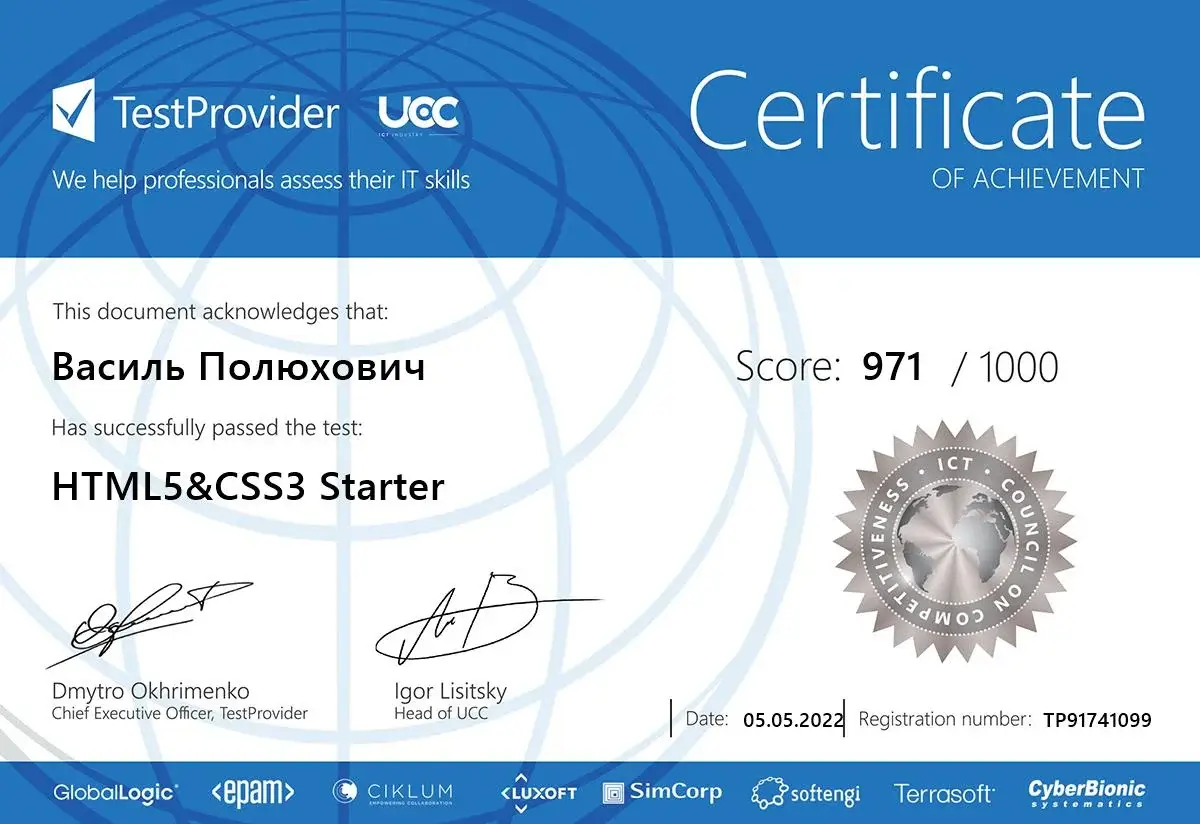 TestProvider
UCC
ICT INDUSTRY
We help professionals assess their IT skills
Certificate
OF ACHIEVEMENT
This document acknowledges that:
Василь Полюхович
Score: 971 / 1000
Has successfully passed the test:
HTML5&CSS3 Starter
ICT · COUNCIL ON COMPETITIVENESS ·
Dmytro Okhrimenko
Chief Executive Officer, TestProvider
Igor Lisitsky
Head of UCC
Date: 05.05.2022
Registration number: TP91741099
GlobalLogic
<epam>
CIKLUM
EMPOWERING COLLABORATION
LUXOFT
SimCorp
softengi
Terrasoft
CyberBionic
systematics